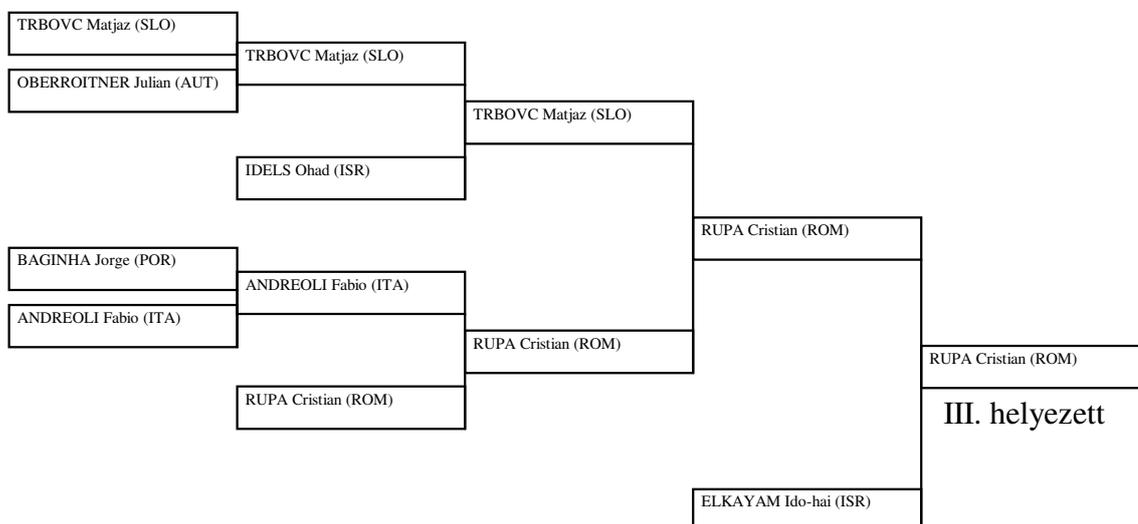 TRBOVC Matjaz (SLO)
TRBOVC Matjaz (SLO)
OBERROITNER Julian (AUT)
TRBOVC Matjaz (SLO)
IDELS Ohad (ISR)
RUPA Cristian (ROM)
BAGINHA Jorge (POR)
ANDREOLI Fabio (ITA)
ANDREOLI Fabio (ITA)
RUPA Cristian (ROM)
RUPA Cristian (ROM)
RUPA Cristian (ROM)
III. helyezett
ELKAYAM Ido-hai (ISR)